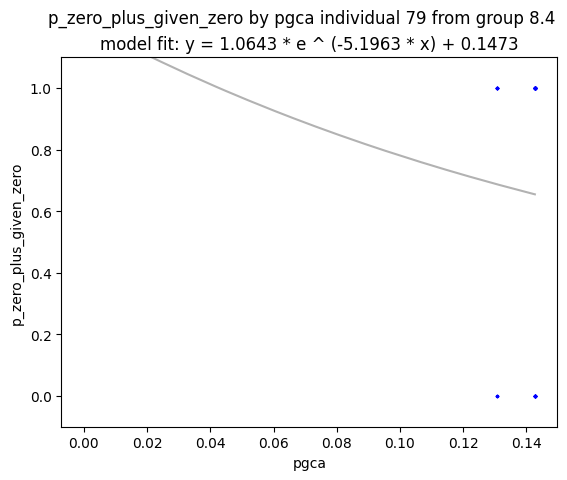 p_zero_plus_given_zero by pgca individual 79 from group 8.4
model fit: y = 1.0643 * e ^ (-5.1963 * x) + 0.1473
1.0
0.8
0.6
0.4
0.2
0.0
p_zero_plus_given_zero
0.00 0.02 0.04 0.06 0.08 0.10 0.12 0.14
pgca